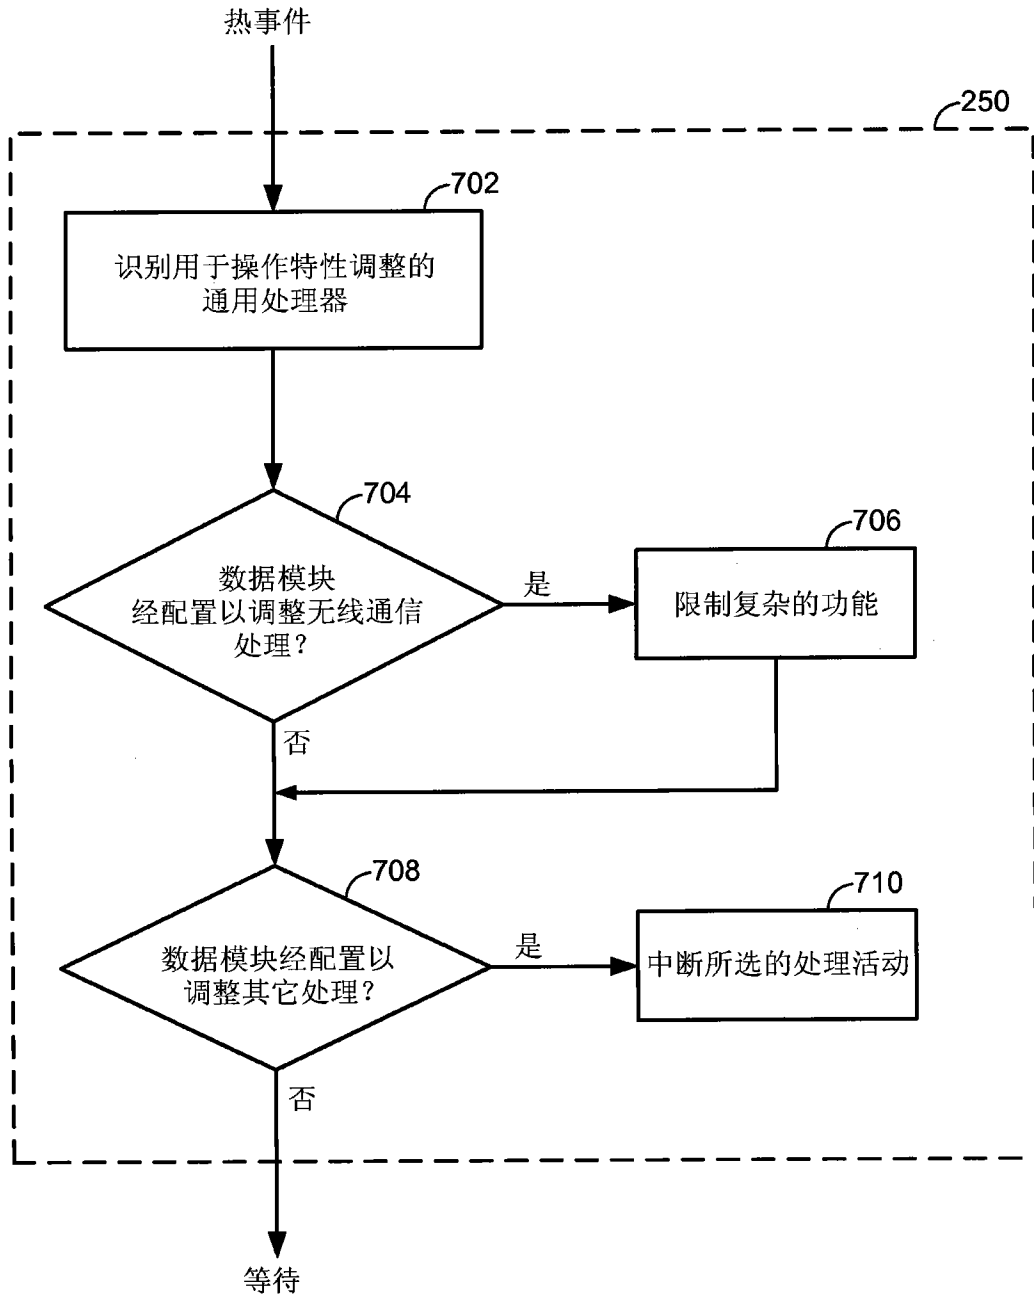 热事件
250
702
识别用于操作特性调整的
通用处理器
704
数据模块
经配置以调整无线通信
处理？
是
706
限制复杂的功能
否
708
数据模块经配置以
调整其它处理？
是
710
中断所选的处理活动
否
等待